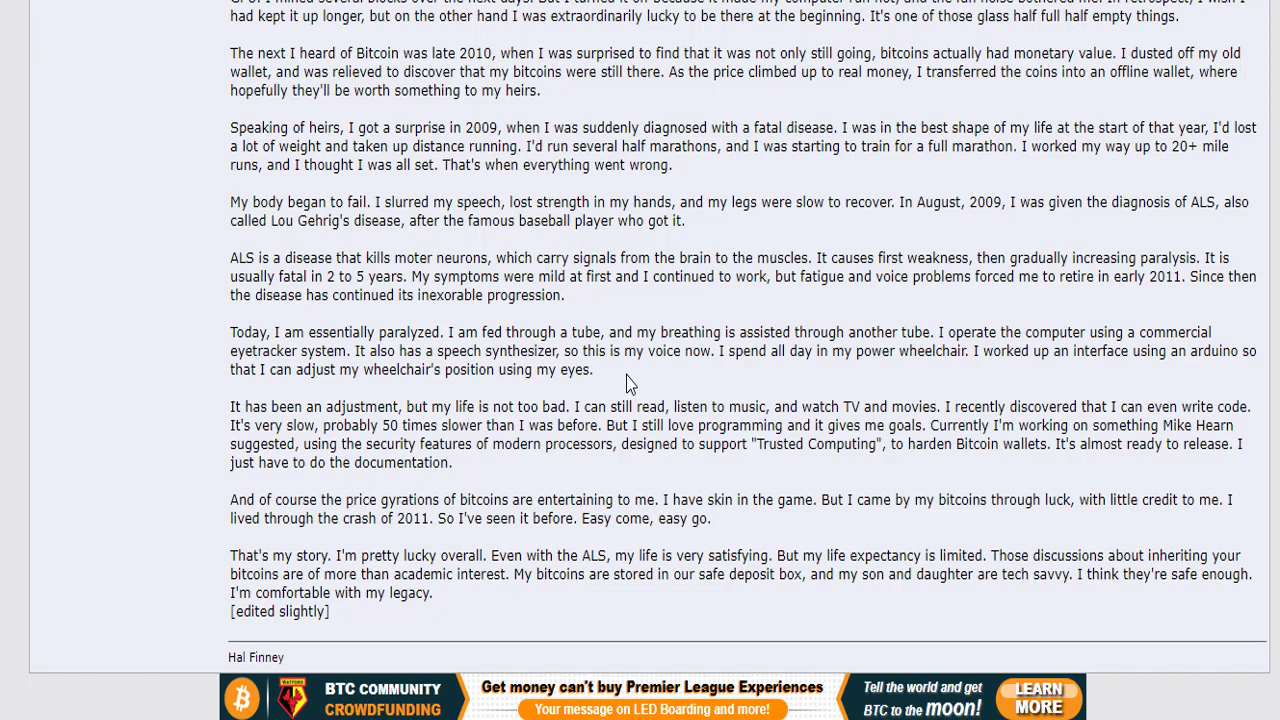 had kept it up longer, but on the other hand I was extraordinarily lucky to be there at the beginning. It's one of those glass half full half empty things.
The next I heard of Bitcoin was late 2010, when I was surprised to find that it was not only still going, bitcoins actually had monetary value. I dusted off my old
wallet, and was relieved to discover that my bitcoins were still there. As the price climbed up to real money, I transferred the coins into an offline wallet, where
hopefully they'll be worth something to my heirs.
Speaking of heirs, I got a surprise in 2009, when I was suddenly diagnosed with a fatal disease. I was in the best shape of my life at the start of that year, I'd lost
a lot of weight and taken up distance running. I'd run several half marathons, and I was starting to train for a full marathon. I worked my way up to 20+ mile
runs, and I thought I was all set. That's when everything went wrong.
My body began to fail. I slurred my speech, lost strength in my hands, and my legs were slow to recover. In August, 2009, I was given the diagnosis of ALS, also
called Lou Gehrig's disease, after the famous baseball player who got it.
ALS is a disease that kills moter neurons, which carry signals from the brain to the muscles. It causes first weakness, then gradually increasing paralysis. It is
usually fatal in 2 to 5 years. My symptoms were mild at first and I continued to work, but fatigue and voice problems forced me to retire in early 2011. Since then
the disease has continued its inexorable progression.
Today, I am essentially paralyzed. I am fed through a tube, and my breathing is assisted through another tube. I operate the computer using a commercial
eyetracker system. It also has a speech synthesizer, so this is my voice now. I spend all day in my power wheelchair. I worked up an interface using an arduino so
that I can adjust my wheelchair's position using my eyes.
It has been an adjustment, but my life is not too bad. I can still read, listen to music, and watch TV and movies. I recently discovered that I can even write code.
It's very slow, probably 50 times slower than I was before. But I still love programming and it gives me goals. Currently I'm working on something Mike Hearn
suggested, using the security features of modern processors, designed to support "Trusted Computing", to harden Bitcoin wallets. It's almost ready to release. I
just have to do the documentation.
And of course the price gyrations of bitcoins are entertaining to me. I have skin in the game. But I came by my bitcoins through luck, with little credit to me. I
lived through the crash of 2011. So I've seen it before. Easy come, easy go.
That's my story. I'm pretty lucky overall. Even with the ALS, my life is very satisfying. But my life expectancy is limited. Those discussions about inheriting your
bitcoins are of more than academic interest. My bitcoins are stored in our safe deposit box, and my son and daughter are tech savvy. I think they're safe enough.
I'm comfortable with my legacy.
[edited slightly]
Hal Finney
BTC COMMUNITY
CROWDFUNDING
Get money can't buy Premier League Experiences
Your message on LED Boarding and more!
Tell the world and get
BTC to the moon!
LEARN
MORE